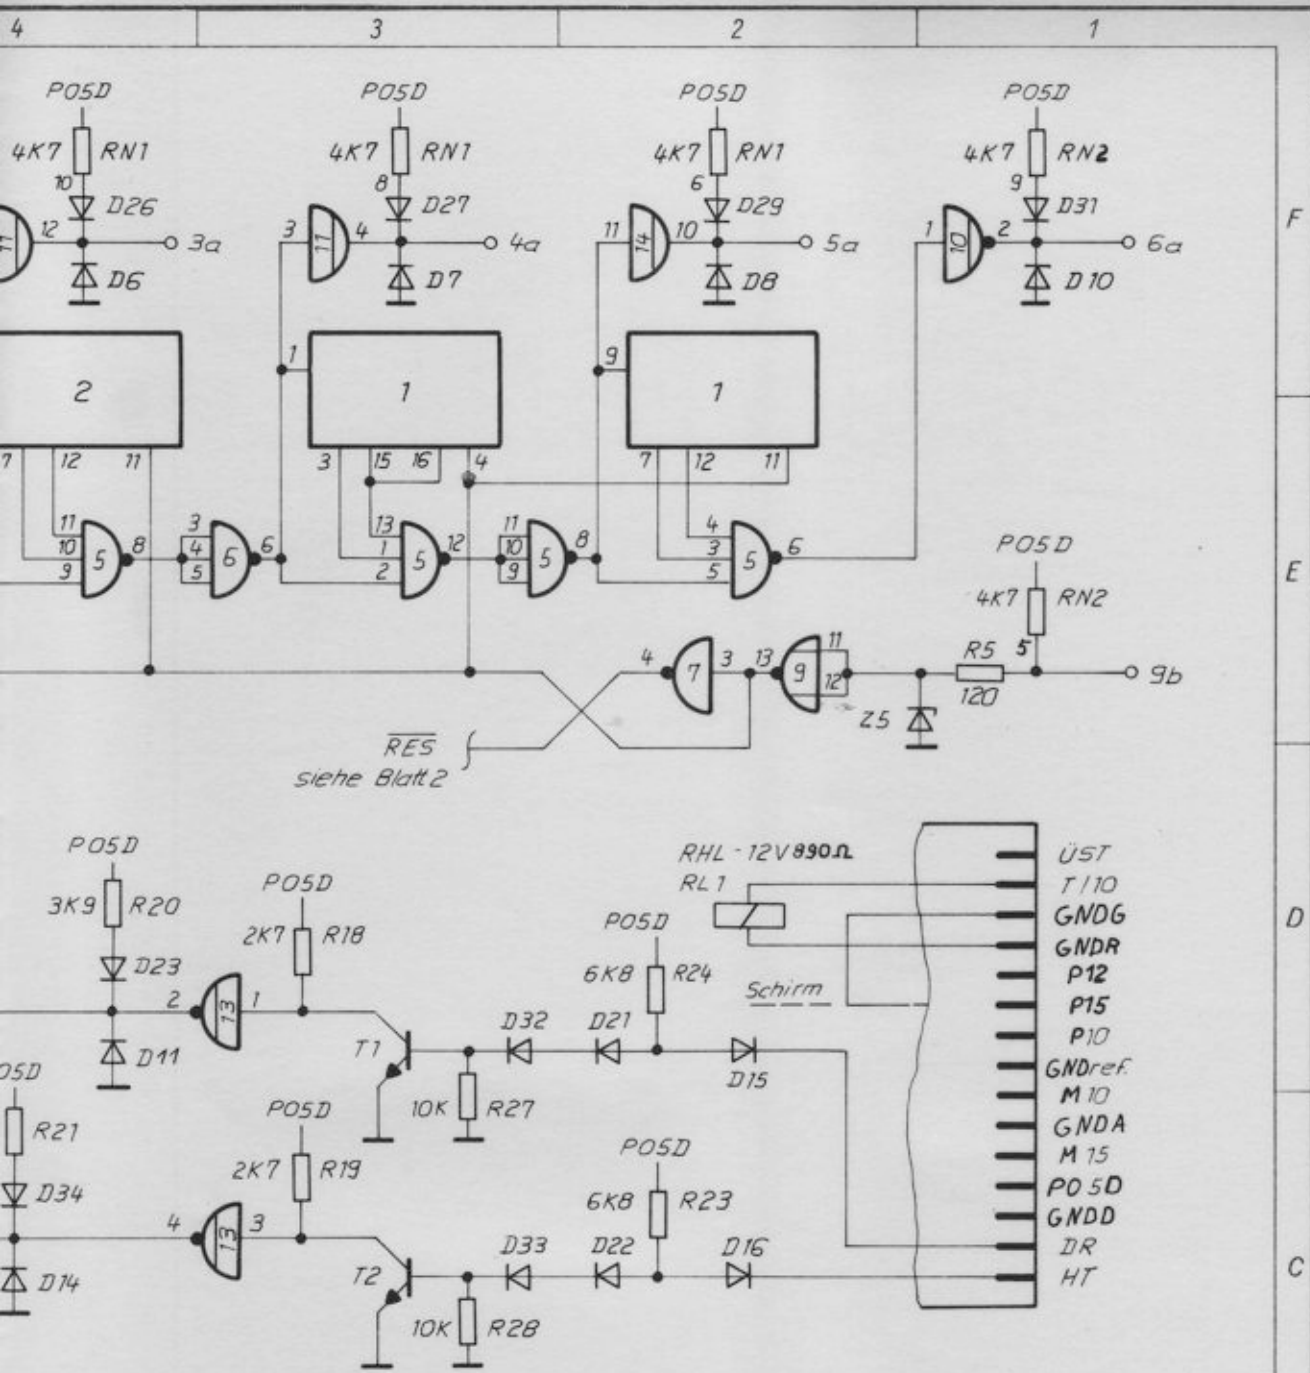 4 3 2 1
P05D P05D P05D P05D
4K7 RN1 4K7 RN1 4K7 RN1 4K7 RN2
10 8 6 9
D26 D27 D29 D31
F
11 12 3a 3 11 4 4a 11 14 10 5a 1 10 2 6a
D6 D7 D8 D10
1 9
2 1 1
7 12 11 3 15 16 4 7 12 11
11 3 13 11 4
10 5 8 4 6 6 1 5 12 10 5 8 3 5 6
9 5 2 9 5
P05D
E
4K7 RN2
4 7 3 13 9 11 12 R5 5 9b
120
Z5
RES
siehe Blatt 2
P05D
RHL - 12V 890Ω
RL1
P05D
3K9 R20
2K7 R18
P05D
6K8 R24
D23
Schirm
D
2 13 1
D32 D21
T1
D11
D15
10K R27
05D
P05D
R21
2K7 R19
P05D
6K8 R23
D34
4 13 3
D33 D22 D16
T2
D14
10K R28
ÜST
T/10
GNDG
GNDR
P12
P15
P10
GNDref.
M10
GNDA
M15
P05D
GNDD
DR
HT
C